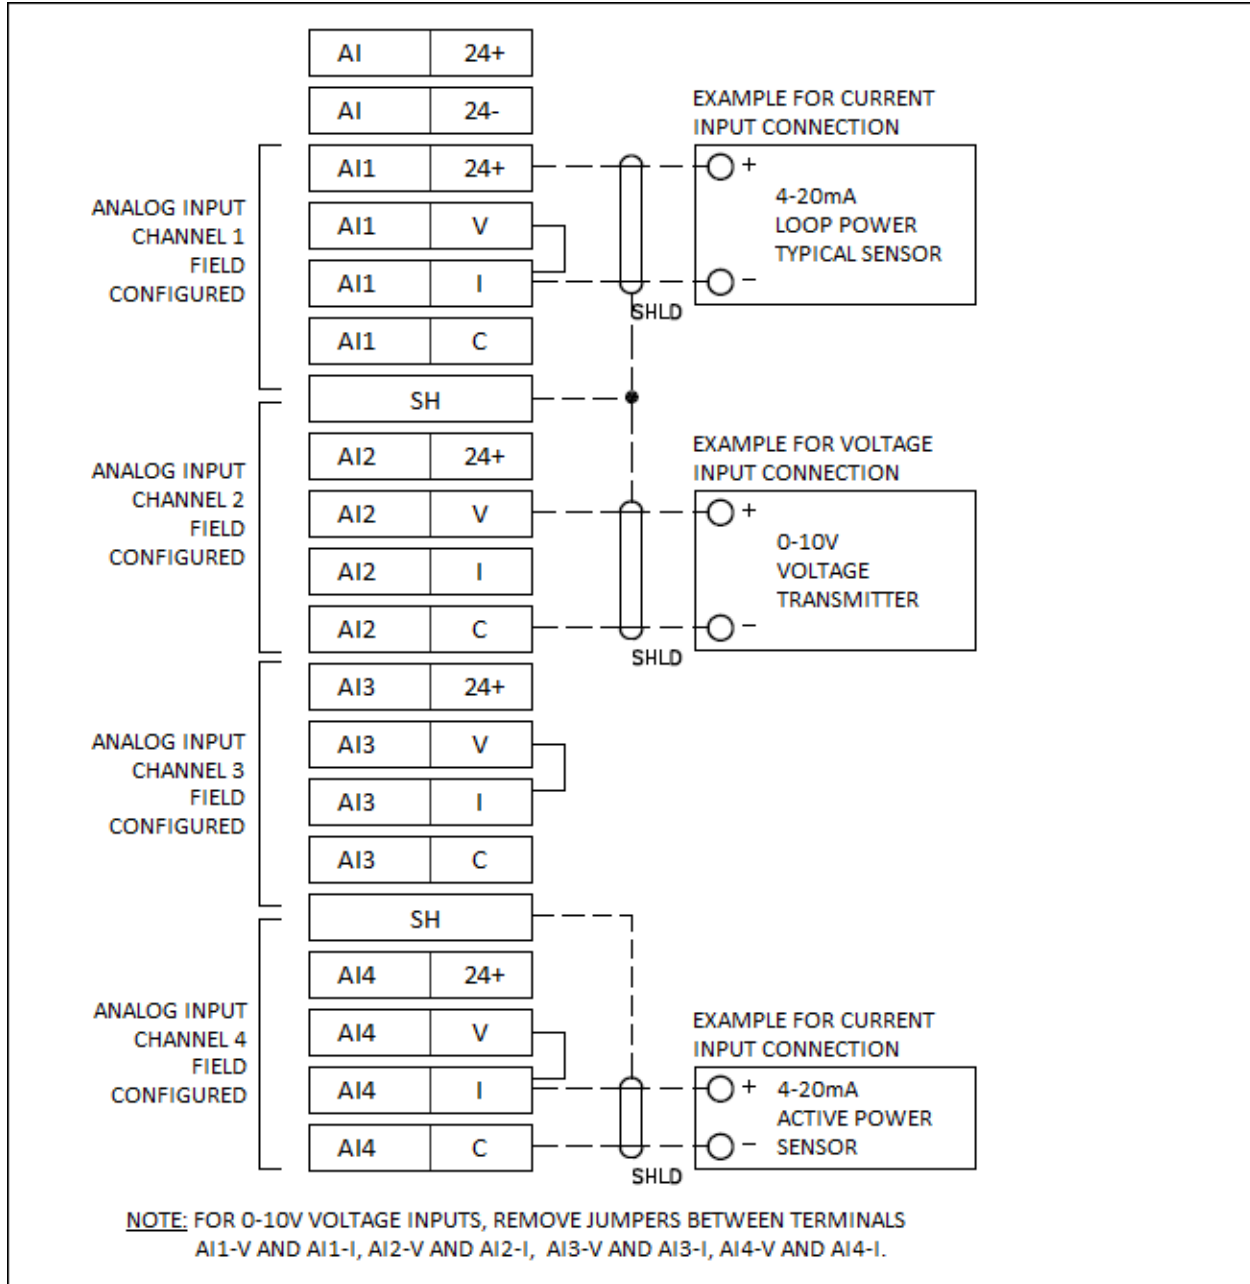 AI 24+
AI 24-
EXAMPLE FOR CURRENT
INPUT CONNECTION
ANALOG INPUT
CHANNEL 1
FIELD
CONFIGURED
AI1 24+
AI1 V
AI1 I
AI1 C
+
4-20mA
LOOP POWER
TYPICAL SENSOR
−
SHLD
SH
ANALOG INPUT
CHANNEL 2
FIELD
CONFIGURED
AI2 24+
AI2 V
AI2 I
AI2 C
EXAMPLE FOR VOLTAGE
INPUT CONNECTION
+
0-10V
VOLTAGE
TRANSMITTER
−
SHLD
ANALOG INPUT
CHANNEL 3
FIELD
CONFIGURED
AI3 24+
AI3 V
AI3 I
AI3 C
SH
ANALOG INPUT
CHANNEL 4
FIELD
CONFIGURED
AI4 24+
AI4 V
AI4 I
AI4 C
EXAMPLE FOR CURRENT
INPUT CONNECTION
+ 4-20mA
ACTIVE POWER
− SENSOR
SHLD
NOTE: FOR 0-10V VOLTAGE INPUTS, REMOVE JUMPERS BETWEEN TERMINALS
AI1-V AND AI1-I, AI2-V AND AI2-I, AI3-V AND AI3-I, AI4-V AND AI4-I.